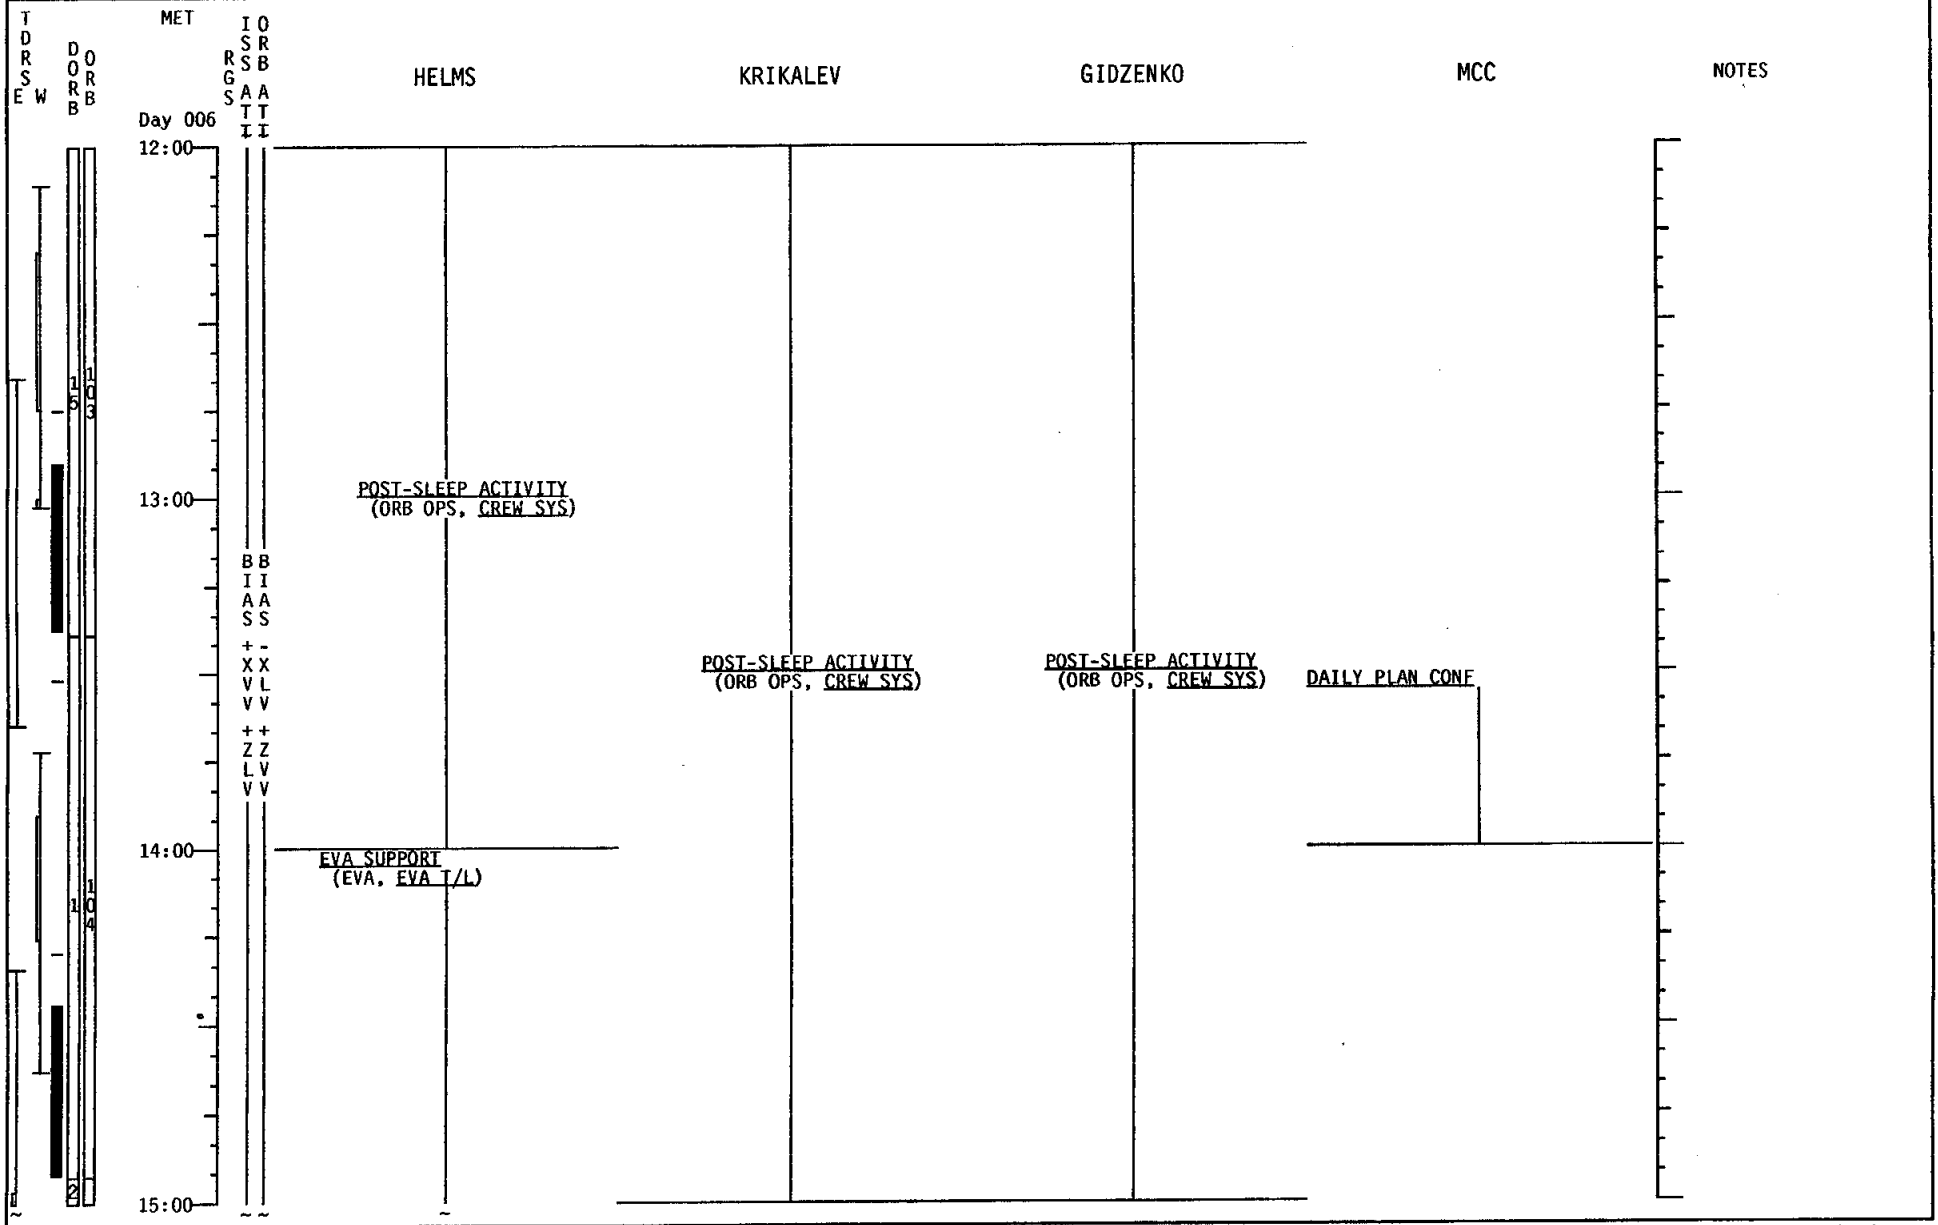 TDRS
E W
DORB
ORB
MET
RGS
ISS ATT
ORB ATT
HELMS
KRIKALEV
GIDZENKO
MCC
NOTES
Day 006
12:00
15
103
POST-SLEEP ACTIVITY
13:00
(ORB OPS, CREW SYS)
BIAS +XVV +ZLV
BIAS -XLV +ZVV
POST-SLEEP ACTIVITY
(ORB OPS, CREW SYS)
POST-SLEEP ACTIVITY
(ORB OPS, CREW SYS)
DAILY PLAN CONF
14:00
EVA SUPPORT
(EVA, EVA T/L)
1
104
2
15:00
~ ~ ~ ~